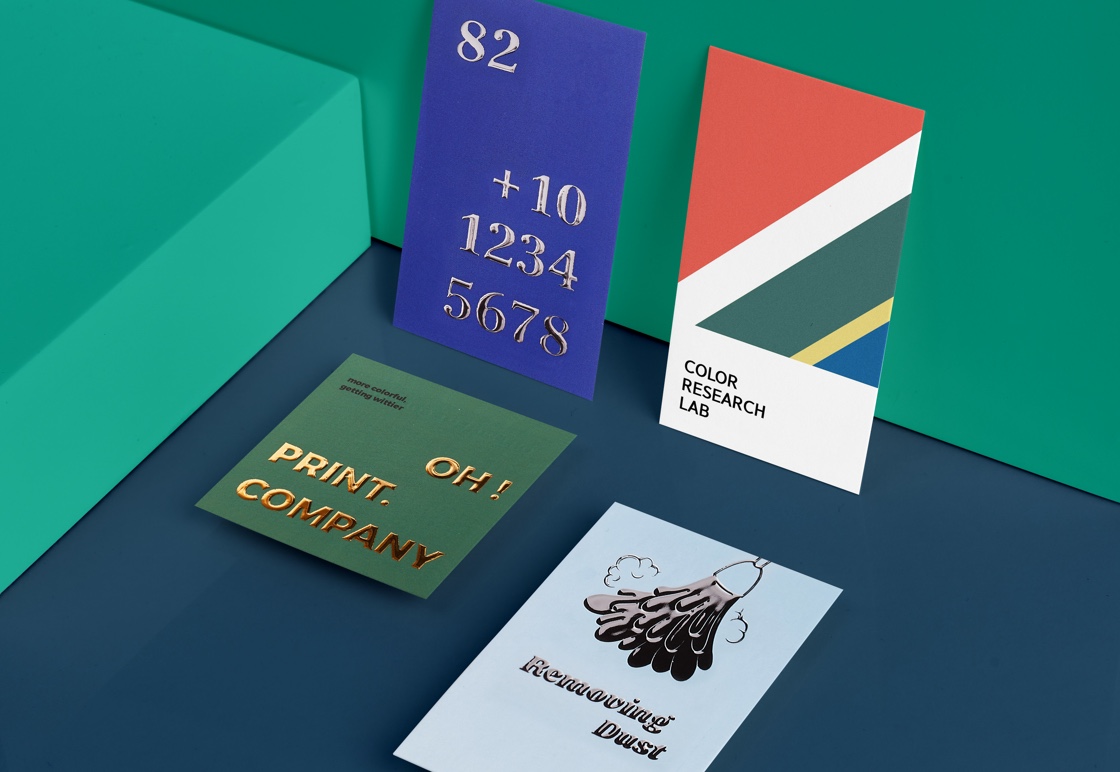 82
+10
1234
5678
COLOR
RESEARCH
LAB
more colorful.
getting wittier
OH!
PRINT.
COMPANY
Removing
Dust